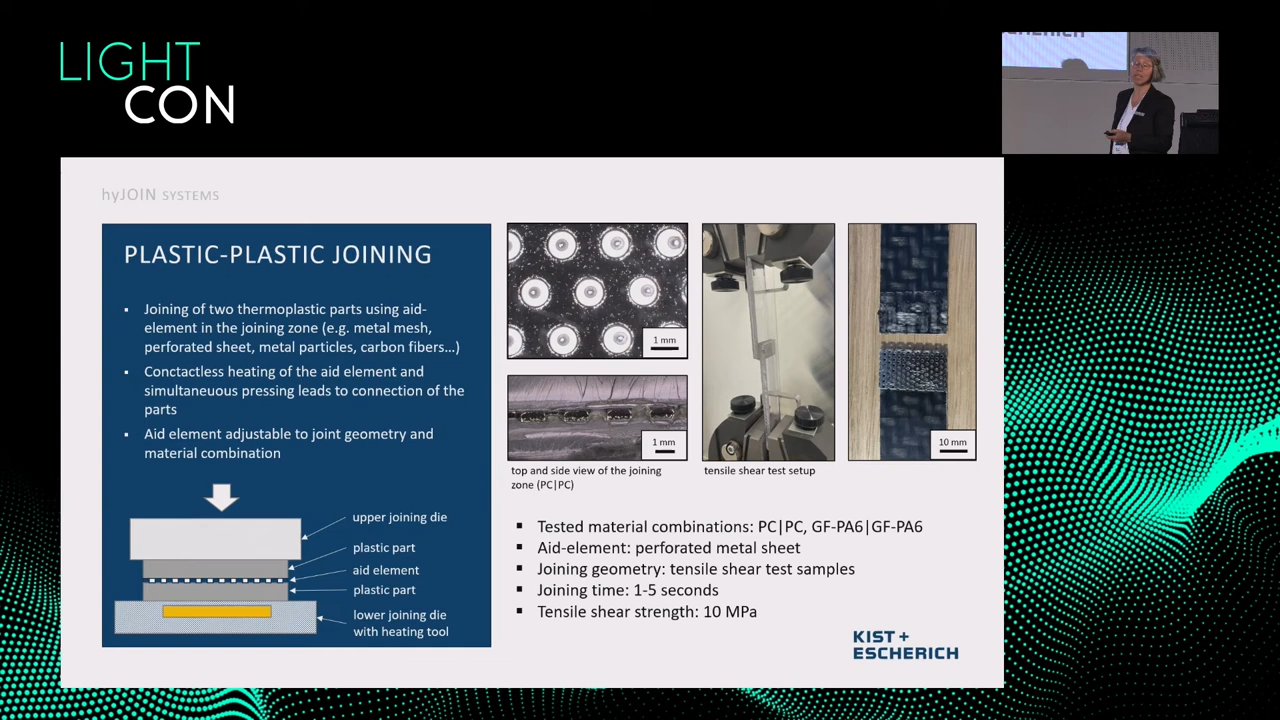 LIGHT
CON
SCHERICH
hyJOIN SYSTEMS
PLASTIC-PLASTIC JOINING
▪ Joining of two thermoplastic parts using aid-
element in the joining zone (e.g. metal mesh,
perforated sheet, metal particles, carbon fibers...)
▪ Conctactless heating of the aid element and
simultaneuous pressing leads to connection of the
parts
▪ Aid element adjustable to joint geometry and
material combination
upper joining die
plastic part
aid element
plastic part
lower joining die
with heating tool
1 mm
1 mm
10 mm
top and side view of the joining
zone (PC|PC)
tensile shear test setup
▪ Tested material combinations: PC|PC, GF-PA6|GF-PA6
▪ Aid-element: perforated metal sheet
▪ Joining geometry: tensile shear test samples
▪ Joining time: 1-5 seconds
▪ Tensile shear strength: 10 MPa
KIST +
ESCHERICH